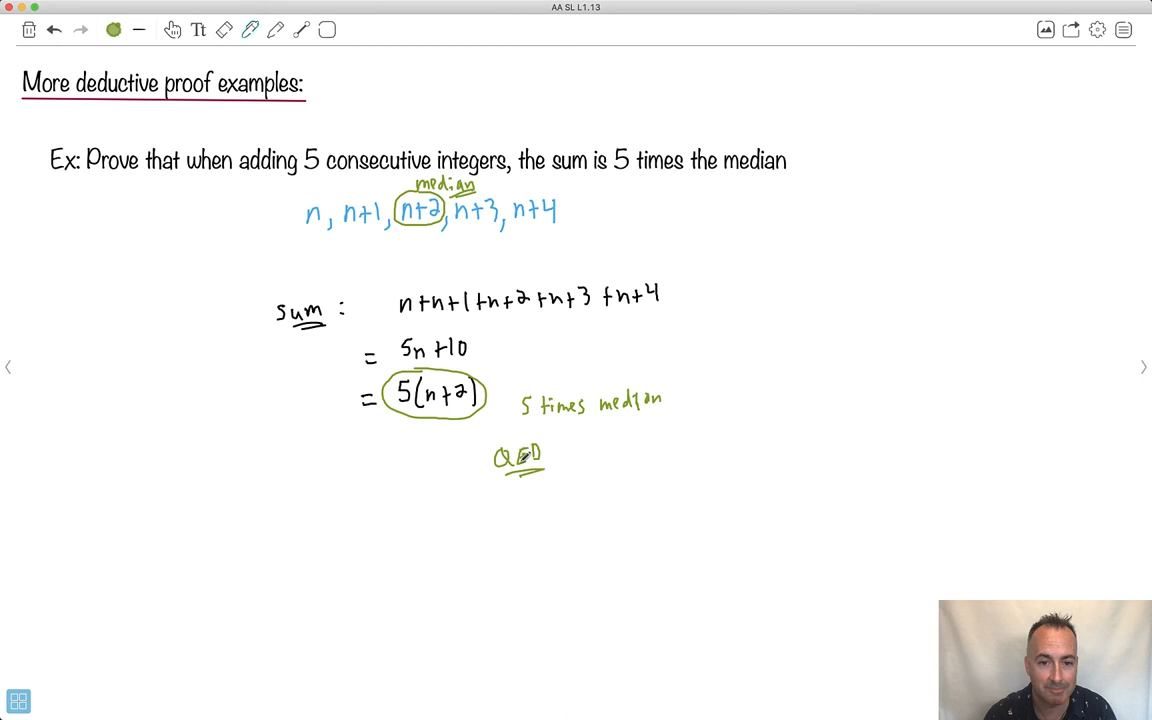 AA SL L1.13
Tt
More deductive proof examples:
Ex: Prove that when adding 5 consecutive integers, the sum is 5 times the median
median
n, n+1, n+2, n+3, n+4
sum : n+n+1+n+2+n+3+n+4
= 5n+10
= 5(n+2) 5 times median
QED